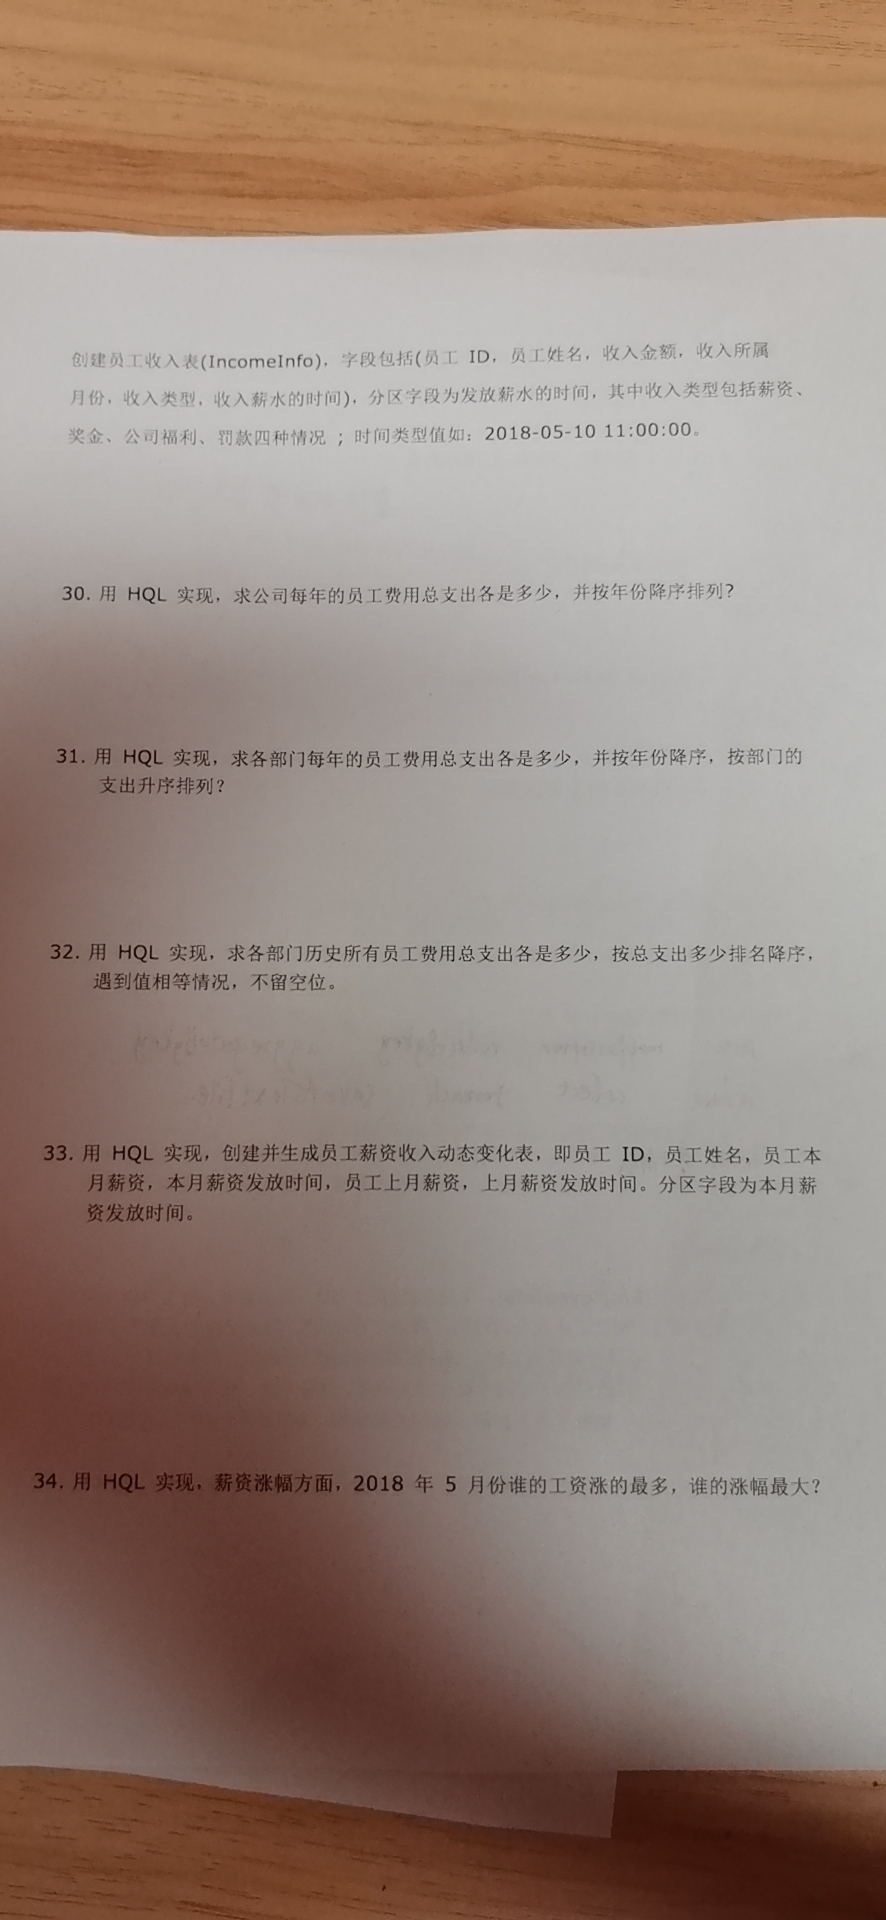 创建员工收入表(IncomeInfo)，字段包括(员工 ID，员工姓名，收入金额，收入所属
月份，收入类型，收入薪水的时间)，分区字段为发放薪水的时间，其中收入类型包括薪资、
奖金、公司福利、罚款四种情况 ；时间类型值如：2018-05-10 11:00:00。
30. 用 HQL 实现，求公司每年的员工费用总支出各是多少，并按年份降序排列？
31. 用 HQL 实现，求各部门每年的员工费用总支出各是多少，并按年份降序，按部门的
支出升序排列？
32. 用 HQL 实现，求各部门历史所有员工费用总支出各是多少，按总支出多少排名降序，
遇到值相等情况，不留空位。
33. 用 HQL 实现，创建并生成员工薪资收入动态变化表，即员工 ID，员工姓名，员工本
月薪资，本月薪资发放时间，员工上月薪资，上月薪资发放时间。分区字段为本月薪
资发放时间。
34. 用 HQL 实现，薪资涨幅方面，2018 年 5 月份谁的工资涨的最多，谁的涨幅最大？